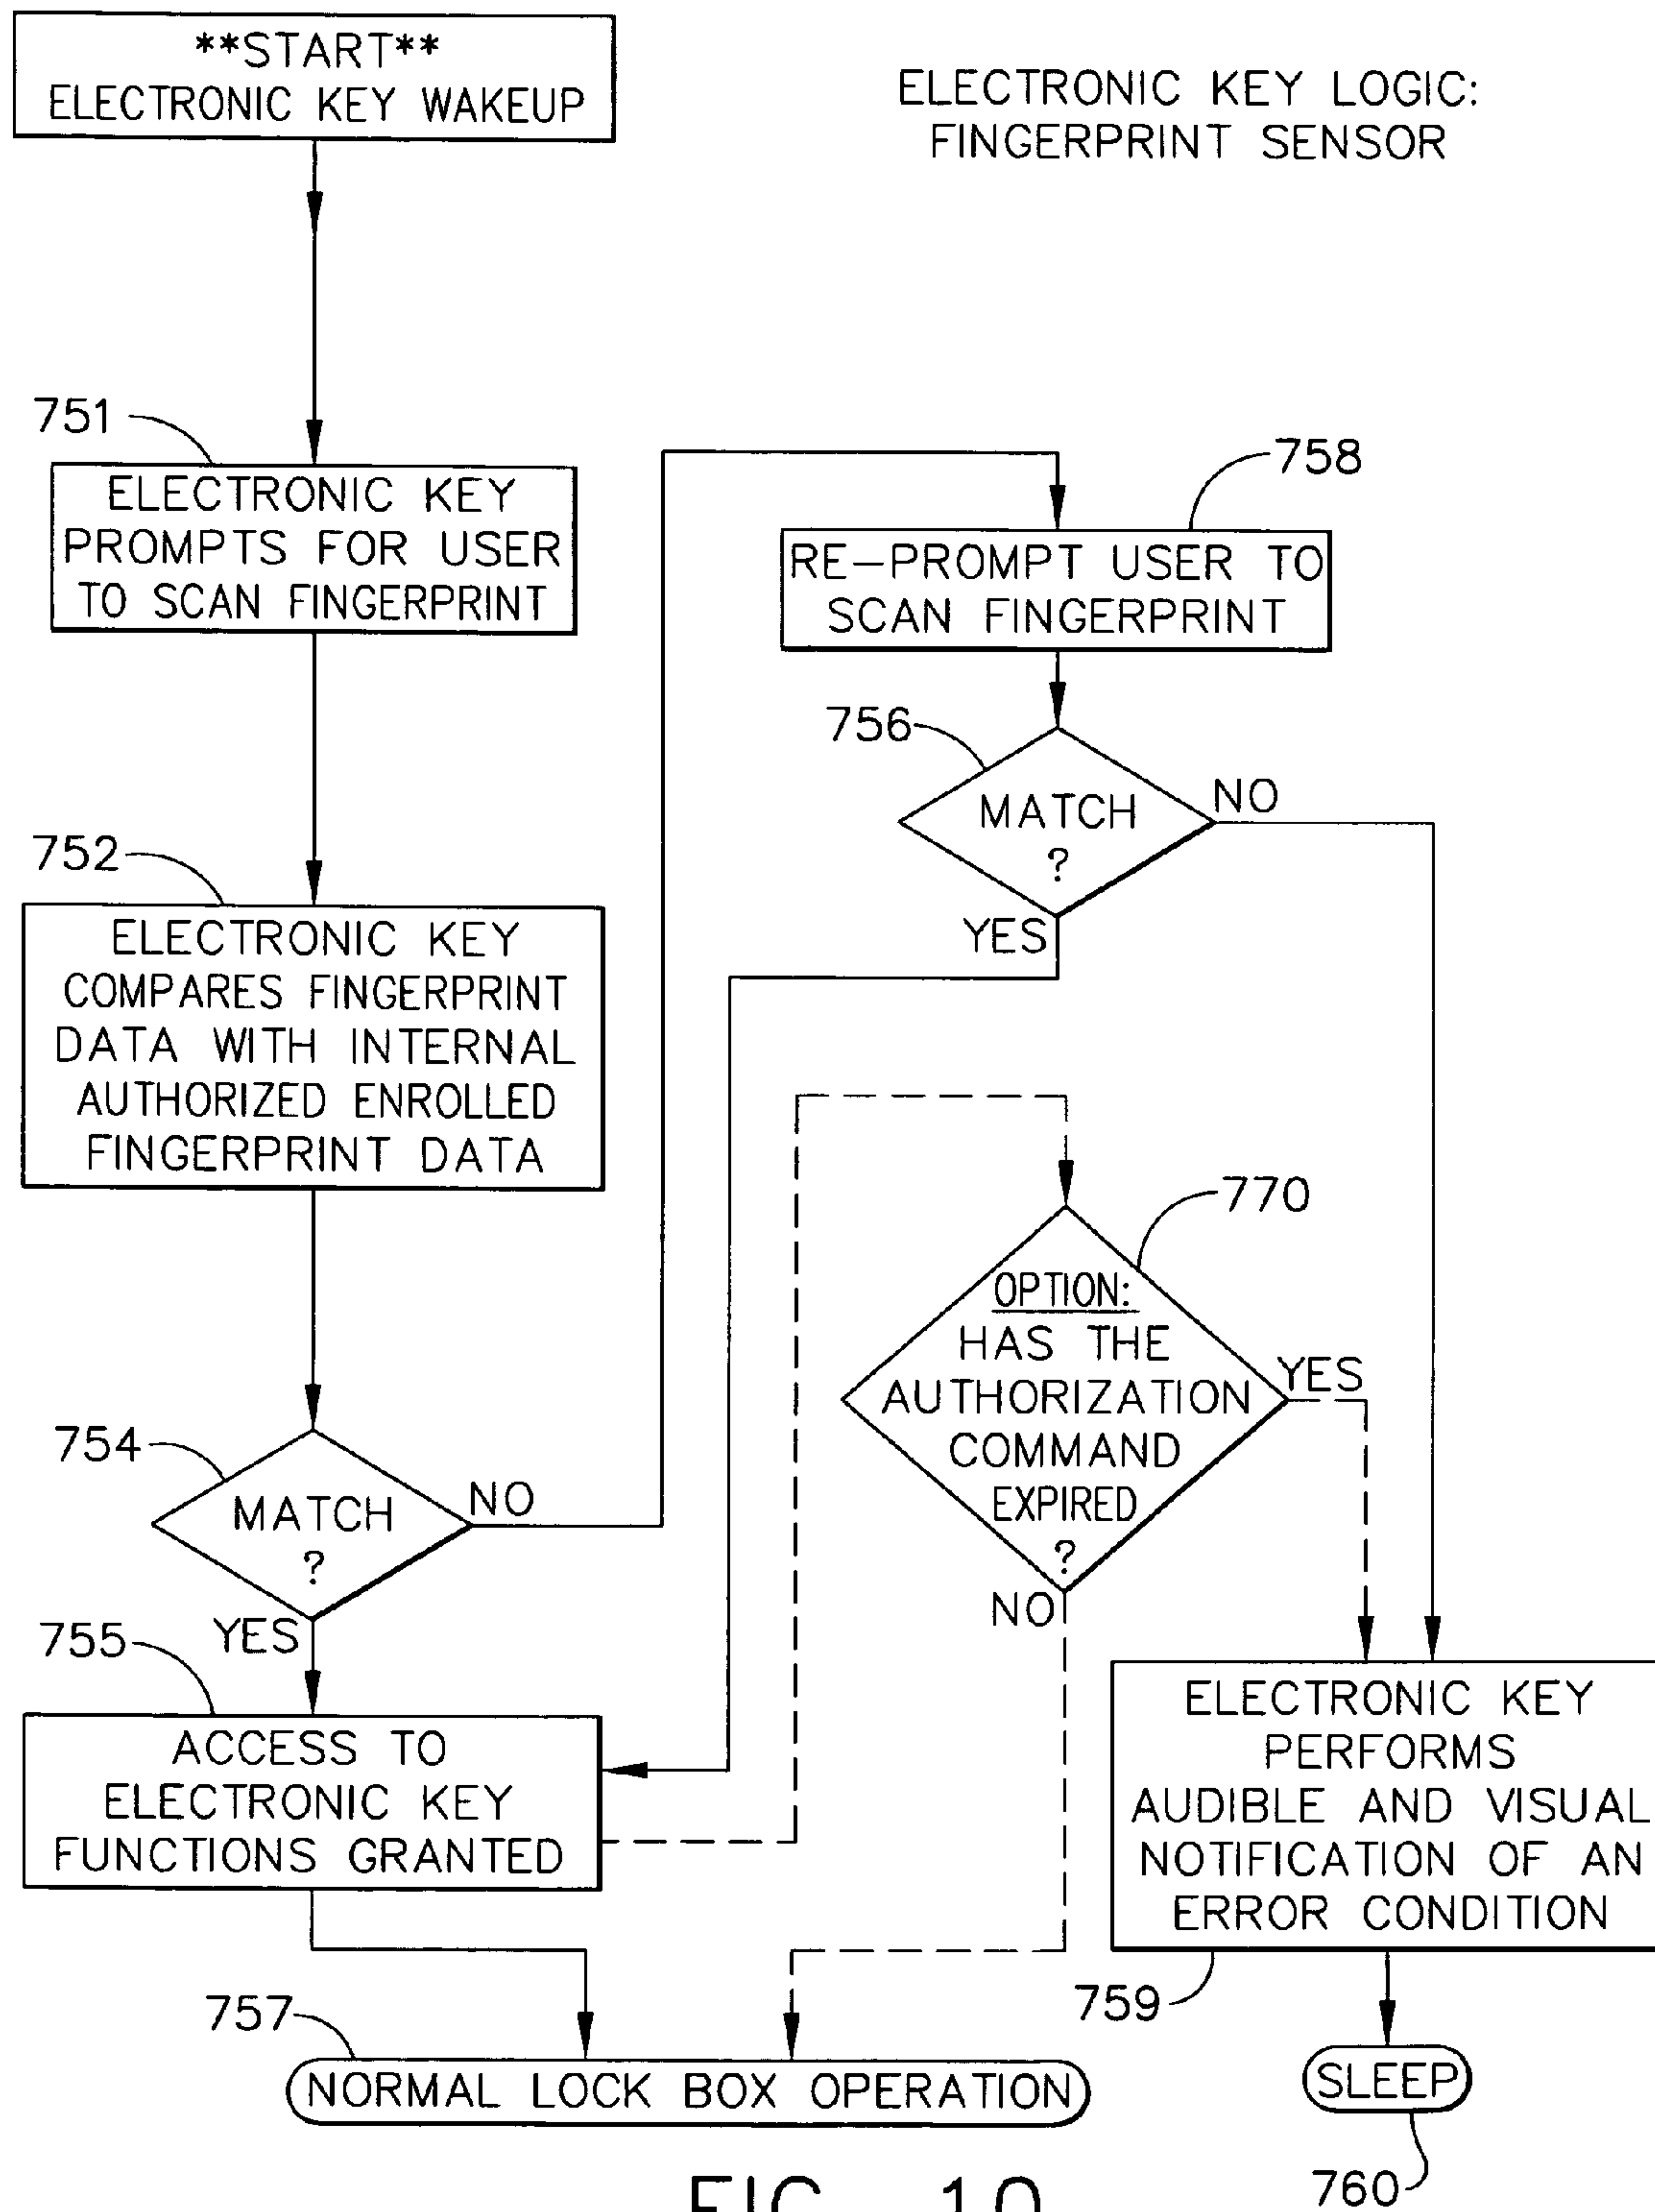 **START**
ELECTRONIC KEY WAKEUP
ELECTRONIC KEY LOGIC:
FINGERPRINT SENSOR
751
ELECTRONIC KEY
PROMPTS FOR USER
TO SCAN FINGERPRINT
752
ELECTRONIC KEY
COMPARES FINGERPRINT
DATA WITH INTERNAL
AUTHORIZED ENROLLED
FINGERPRINT DATA
754
MATCH
?
NO
YES
755
ACCESS TO
ELECTRONIC KEY
FUNCTIONS GRANTED
758
RE-PROMPT USER TO
SCAN FINGERPRINT
756
MATCH
?
NO
YES
770
OPTION:
HAS THE
AUTHORIZATION
COMMAND
EXPIRED
?
YES
NO
ELECTRONIC KEY
PERFORMS
AUDIBLE AND VISUAL
NOTIFICATION OF AN
ERROR CONDITION
759
757
NORMAL LOCK BOX OPERATION
SLEEP
760
FIG. 10